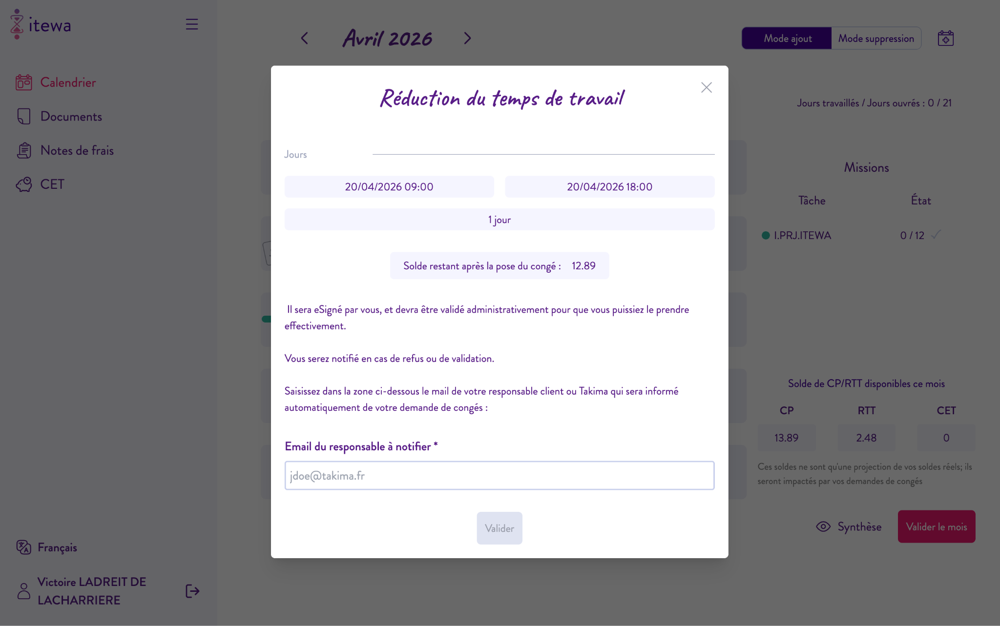 itewa
Calendrier
Documents
Notes de frais
CET
Français
Victoire LADREIT DE
LACHARRIERE
Avril 2026
Mode ajout
Mode suppression
Réduction du temps de travail
Jours
20/04/2026 09:00
20/04/2026 18:00
1 jour
Solde restant après la pose du congé : 12.89
Il sera eSigné par vous, et devra être validé administrativement pour que vous puissiez le prendre
effectivement.
Vous serez notifié en cas de refus ou de validation.
Saisissez dans la zone ci-dessous le mail de votre responsable client ou Takima qui sera informé
automatiquement de votre demande de congés :
Email du responsable à notifier *
jdoe@takima.fr
Valider
Jours travaillés / Jours ouvrés : 0 / 21
Missions
Tâche État
I.PRJ.ITEWA 0 / 12
Solde de CP/RTT disponibles ce mois
CP RTT CET
13.89 2.48 0
Ces soldes ne sont qu'une projection de vos soldes réels; ils
seront impactés par vos demandes de congés
Synthèse
Valider le mois